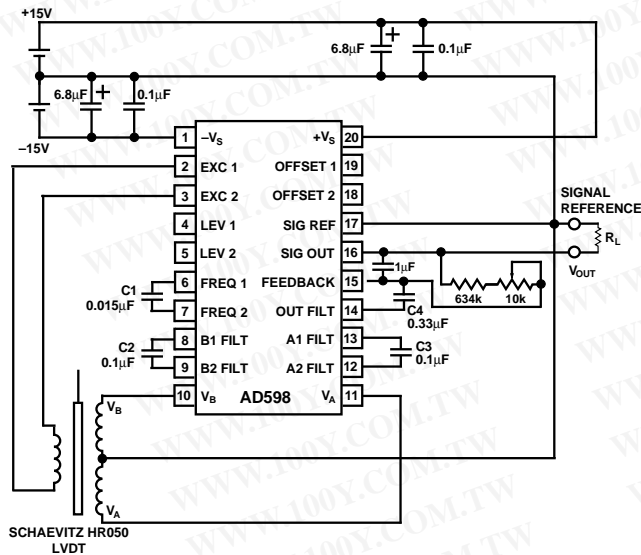 +15V
6.8µF
+
0.1µF
6.8µF
+
0.1µF
–15V
1
–VS
+VS
20
2
EXC 1
OFFSET 1
19
3
EXC 2
OFFSET 2
18
SIGNAL
REFERENCE
4
LEV 1
SIG REF
17
RL
5
LEV 2
SIG OUT
16
VOUT
1µF
C1
0.015µF
6
FREQ 1
FEEDBACK
15
634k
10k
7
FREQ 2
OUT FILT
14
C4
0.33µF
C2
0.1µF
8
B1 FILT
A1 FILT
13
C3
0.1µF
9
B2 FILT
A2 FILT
12
10
VB
AD598
VA
11
VB
VA
SCHAEVITZ HR050
LVDT
WWW.100Y.COM.TW